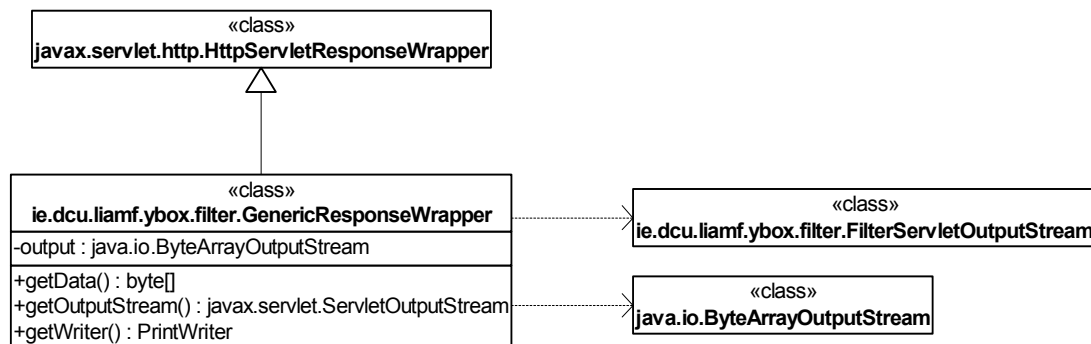 «class»
javax.servlet.http.HttpServletResponseWrapper
«class»
ie.dcu.liamf.ybox.filter.GenericResponseWrapper
-output : java.io.ByteArrayOutputStream
+getData() : byte[]
+getOutputStream() : javax.servlet.ServletOutputStream
+getWriter() : PrintWriter
«class»
ie.dcu.liamf.ybox.filter.FilterServletOutputStream
«class»
java.io.ByteArrayOutputStream